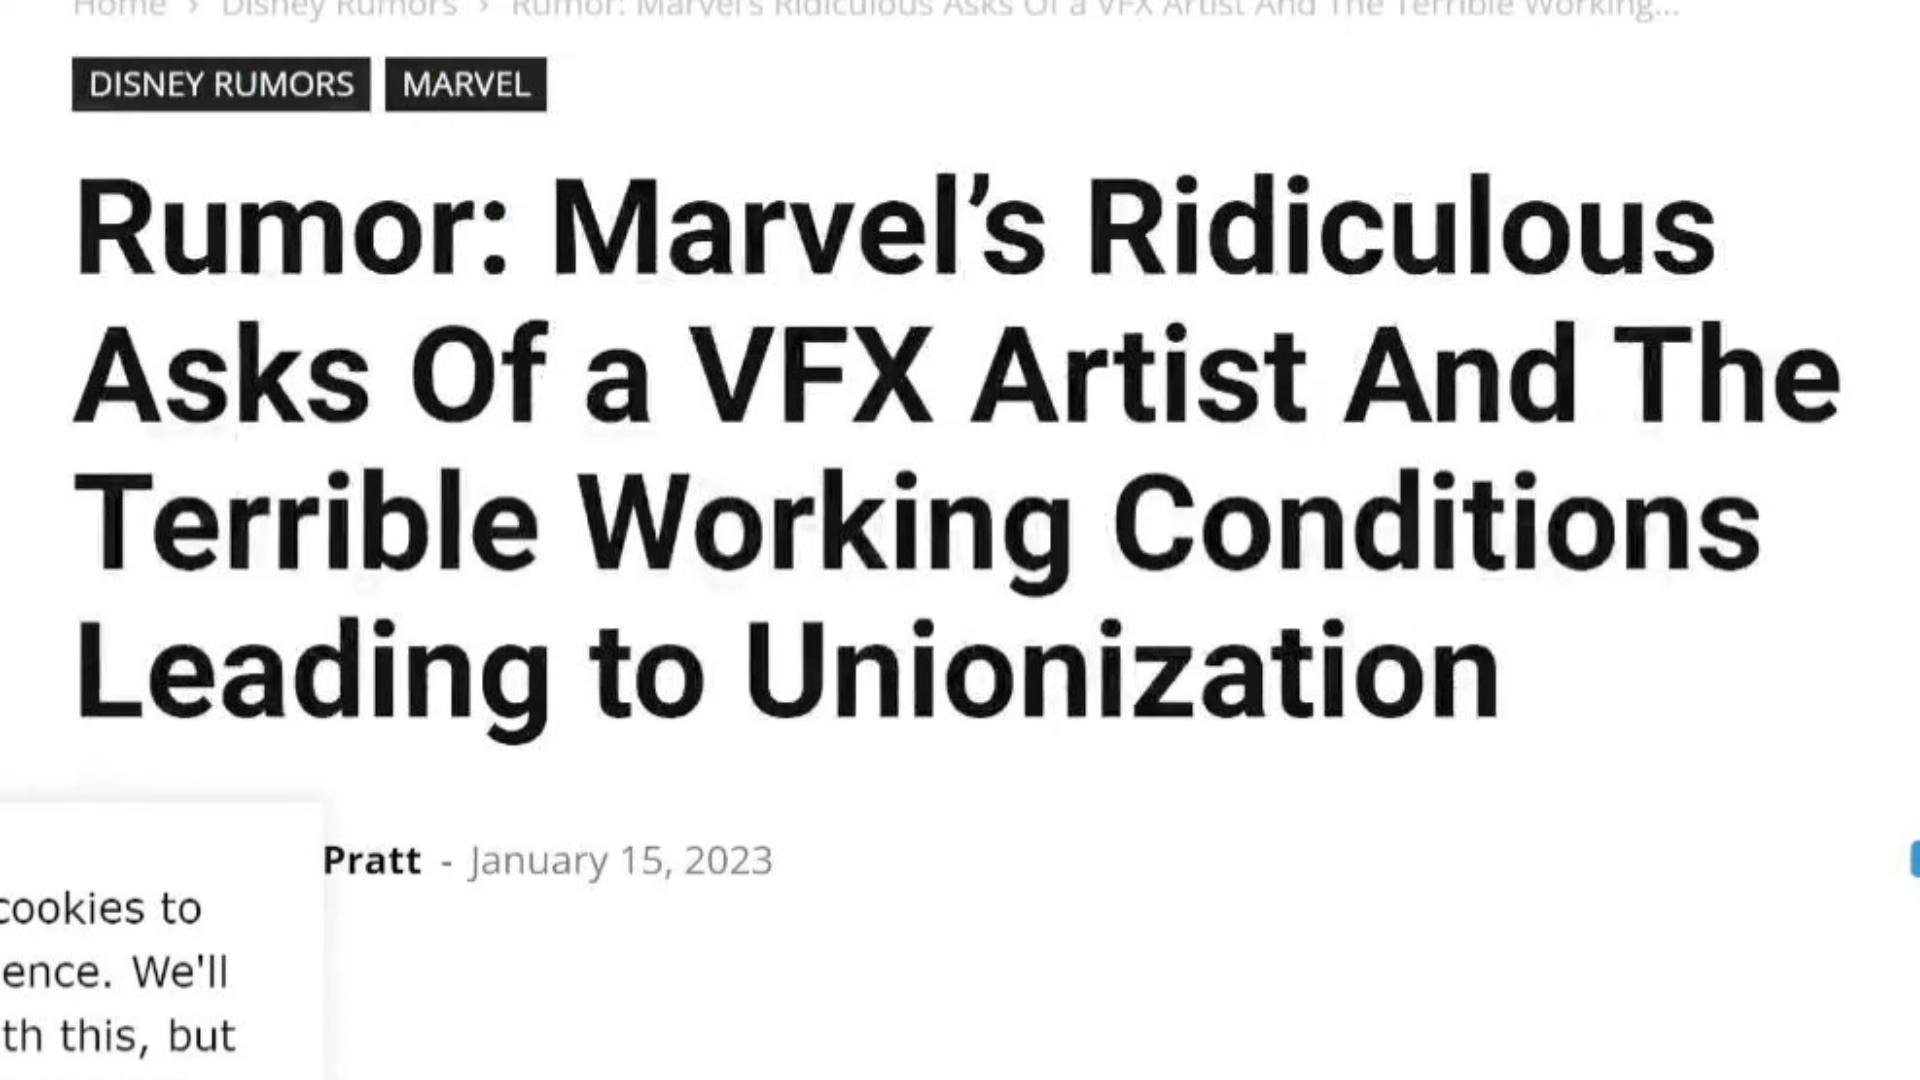 Home > Disney Rumors > Rumor: Marvel's Ridiculous Asks Of a VFX Artist And The Terrible Working...
DISNEY RUMORS MARVEL
Rumor: Marvel’s Ridiculous
Asks Of a VFX Artist And The
Terrible Working Conditions
Leading to Unionization
Pratt - January 15, 2023
cookies to
ence. We'll
th this, but